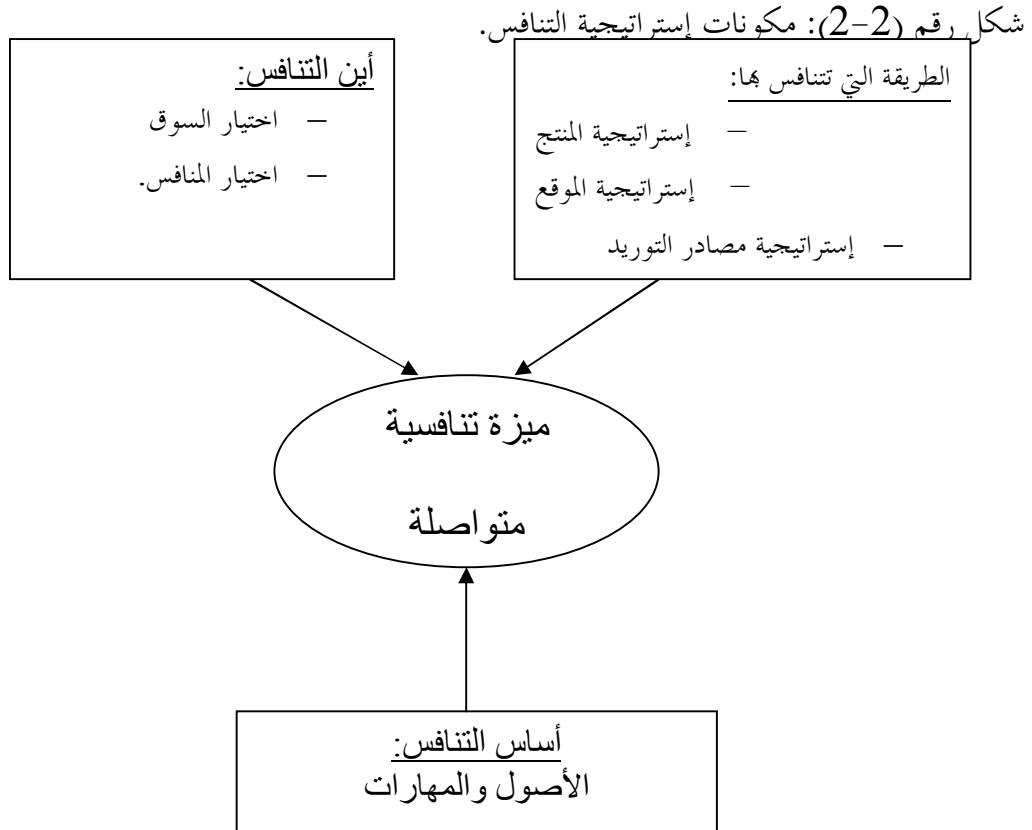 شكل رقم (2-2): مكونات إستراتيجية التنافس.
الطريقة التي تتنافس بها:
– إستراتيجية المنتج
– إستراتيجية الموقع
– إستراتيجية مصادر التوريد
أين التنافس:
– اختيار السوق
– اختيار المنافس.
ميزة تنافسية
متواصلة
أساس التنافس:
الأصول والمهارات